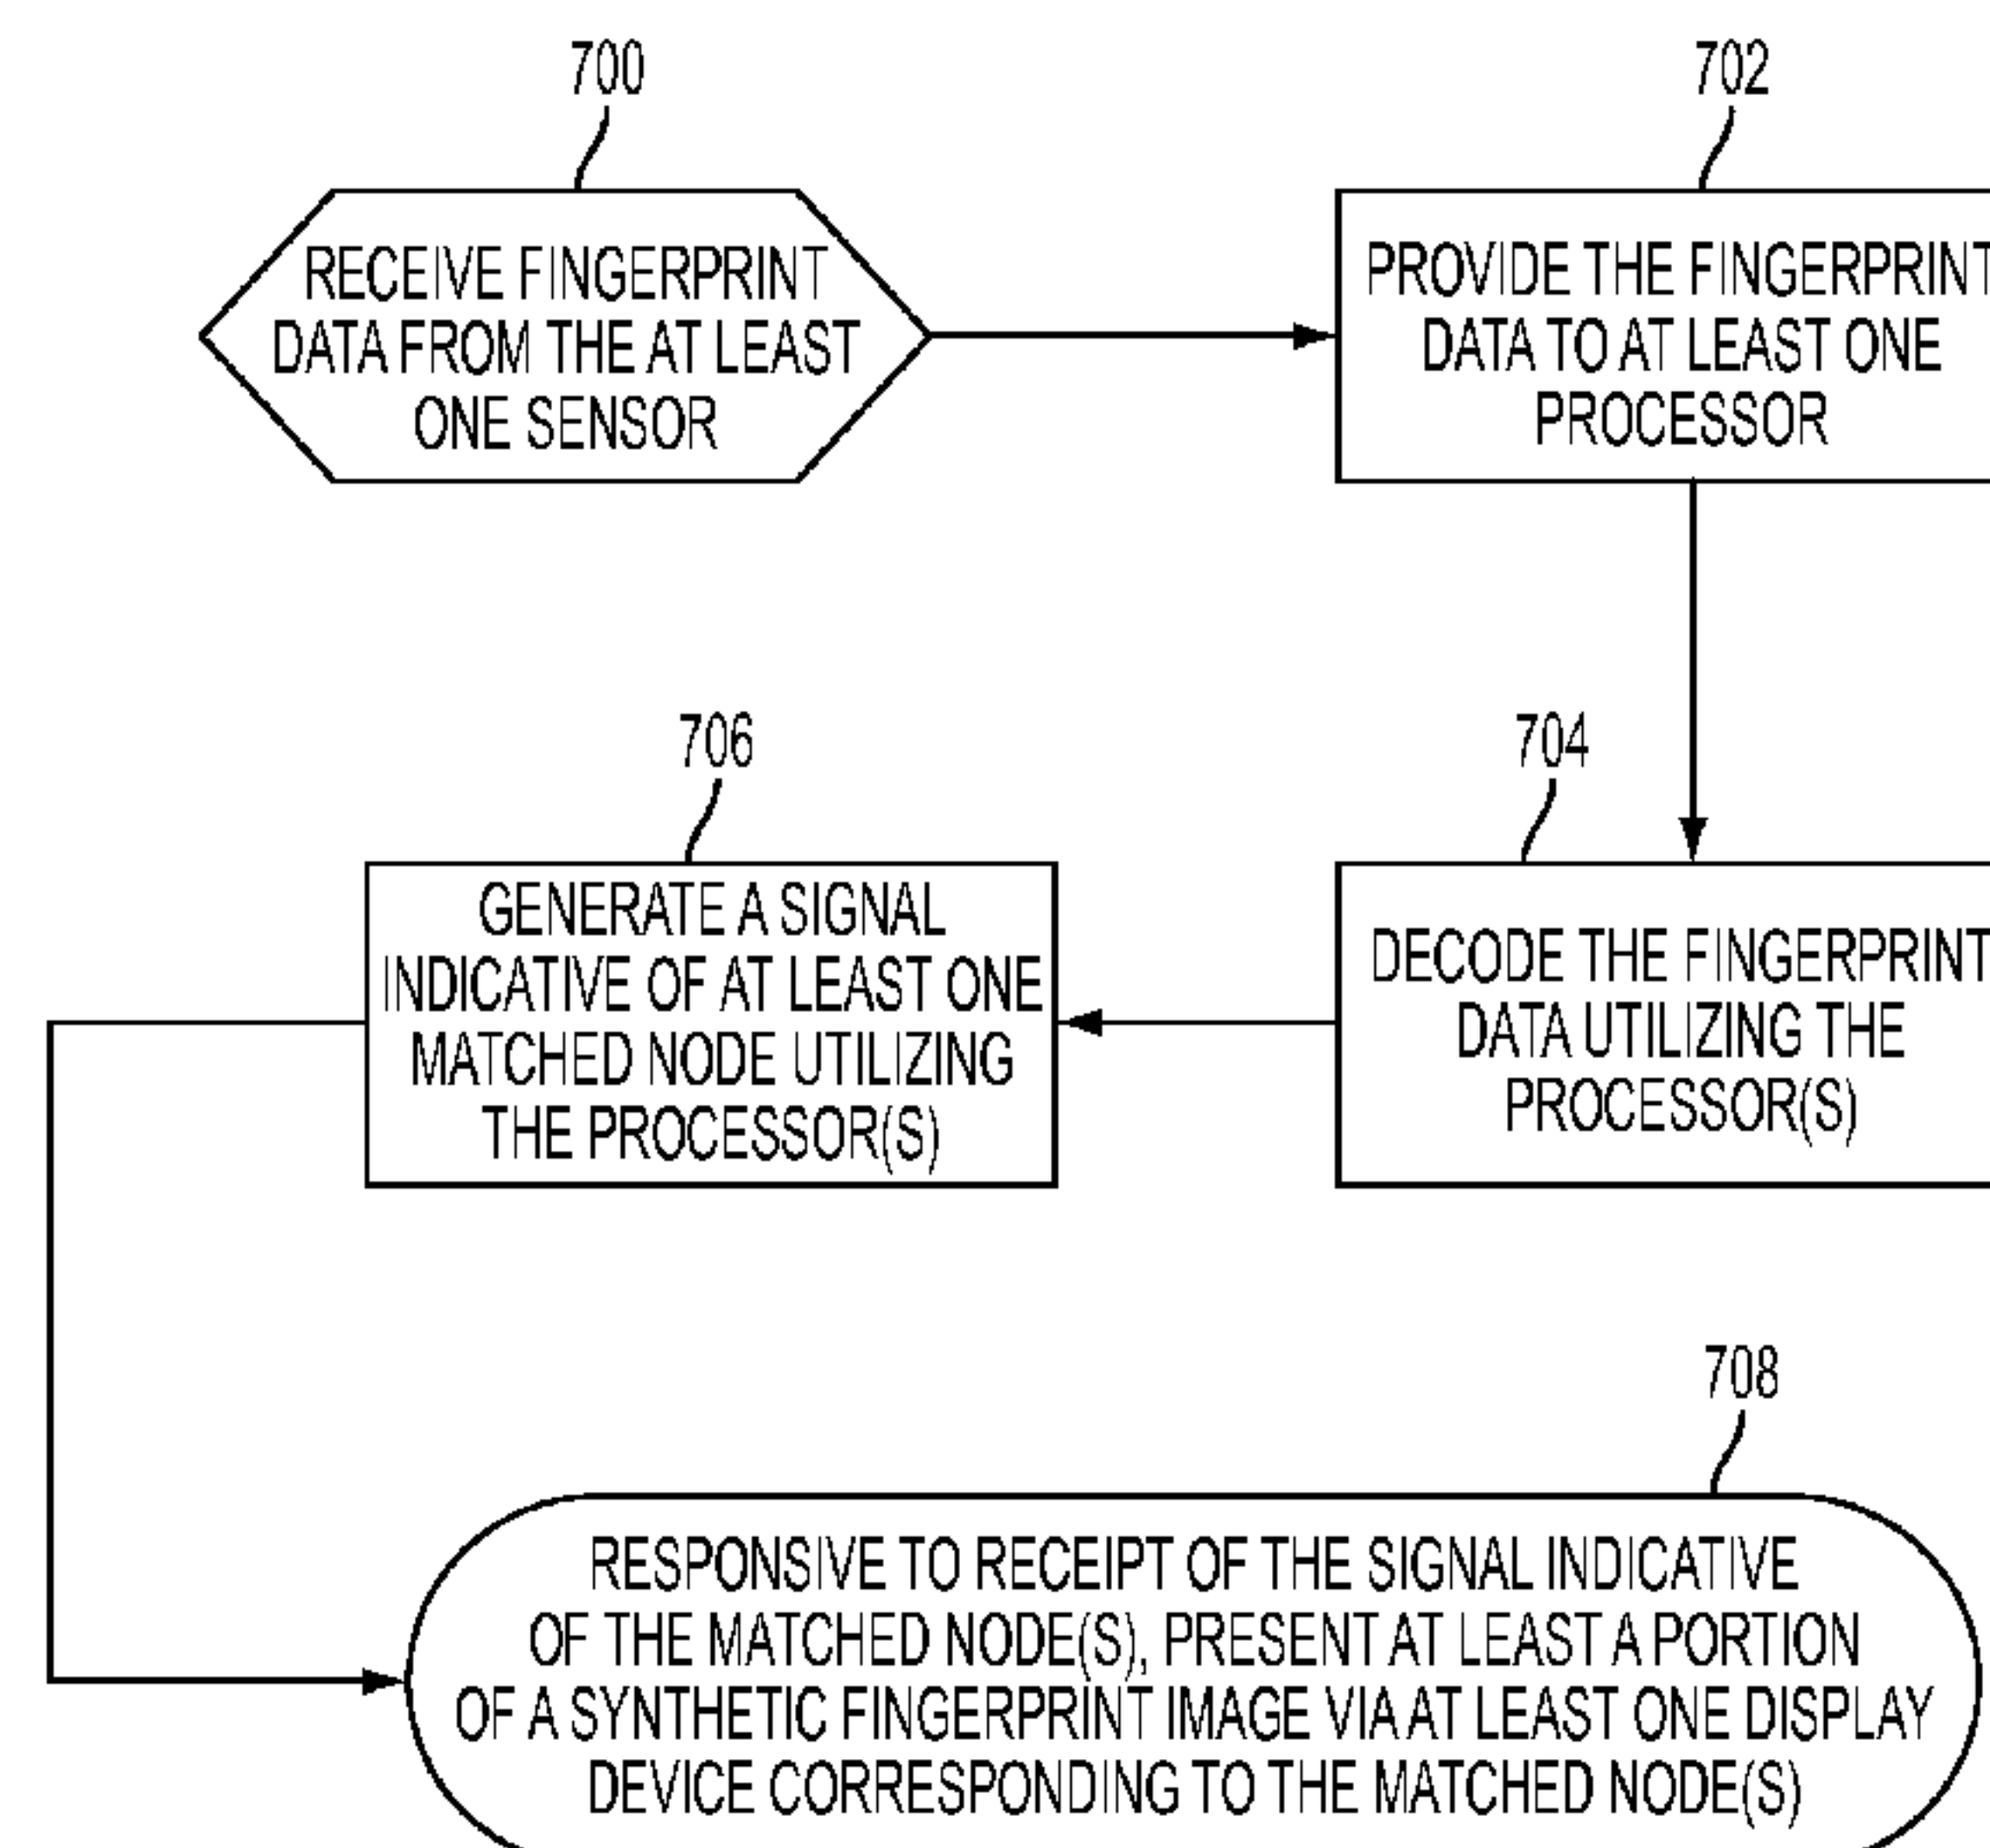 700
RECEIVE FINGERPRINT
DATA FROM THE AT LEAST
ONE SENSOR
702
PROVIDE THE FINGERPRINT
DATA TO AT LEAST ONE
PROCESSOR
706
GENERATE A SIGNAL
INDICATIVE OF AT LEAST ONE
MATCHED NODE UTILIZING
THE PROCESSOR(S)
704
DECODE THE FINGERPRINT
DATA UTILIZING THE
PROCESSOR(S)
708
RESPONSIVE TO RECEIPT OF THE SIGNAL INDICATIVE
OF THE MATCHED NODE(S), PRESENT AT LEAST A PORTION
OF A SYNTHETIC FINGERPRINT IMAGE VIA AT LEAST ONE DISPLAY
DEVICE CORRESPONDING TO THE MATCHED NODE(S)